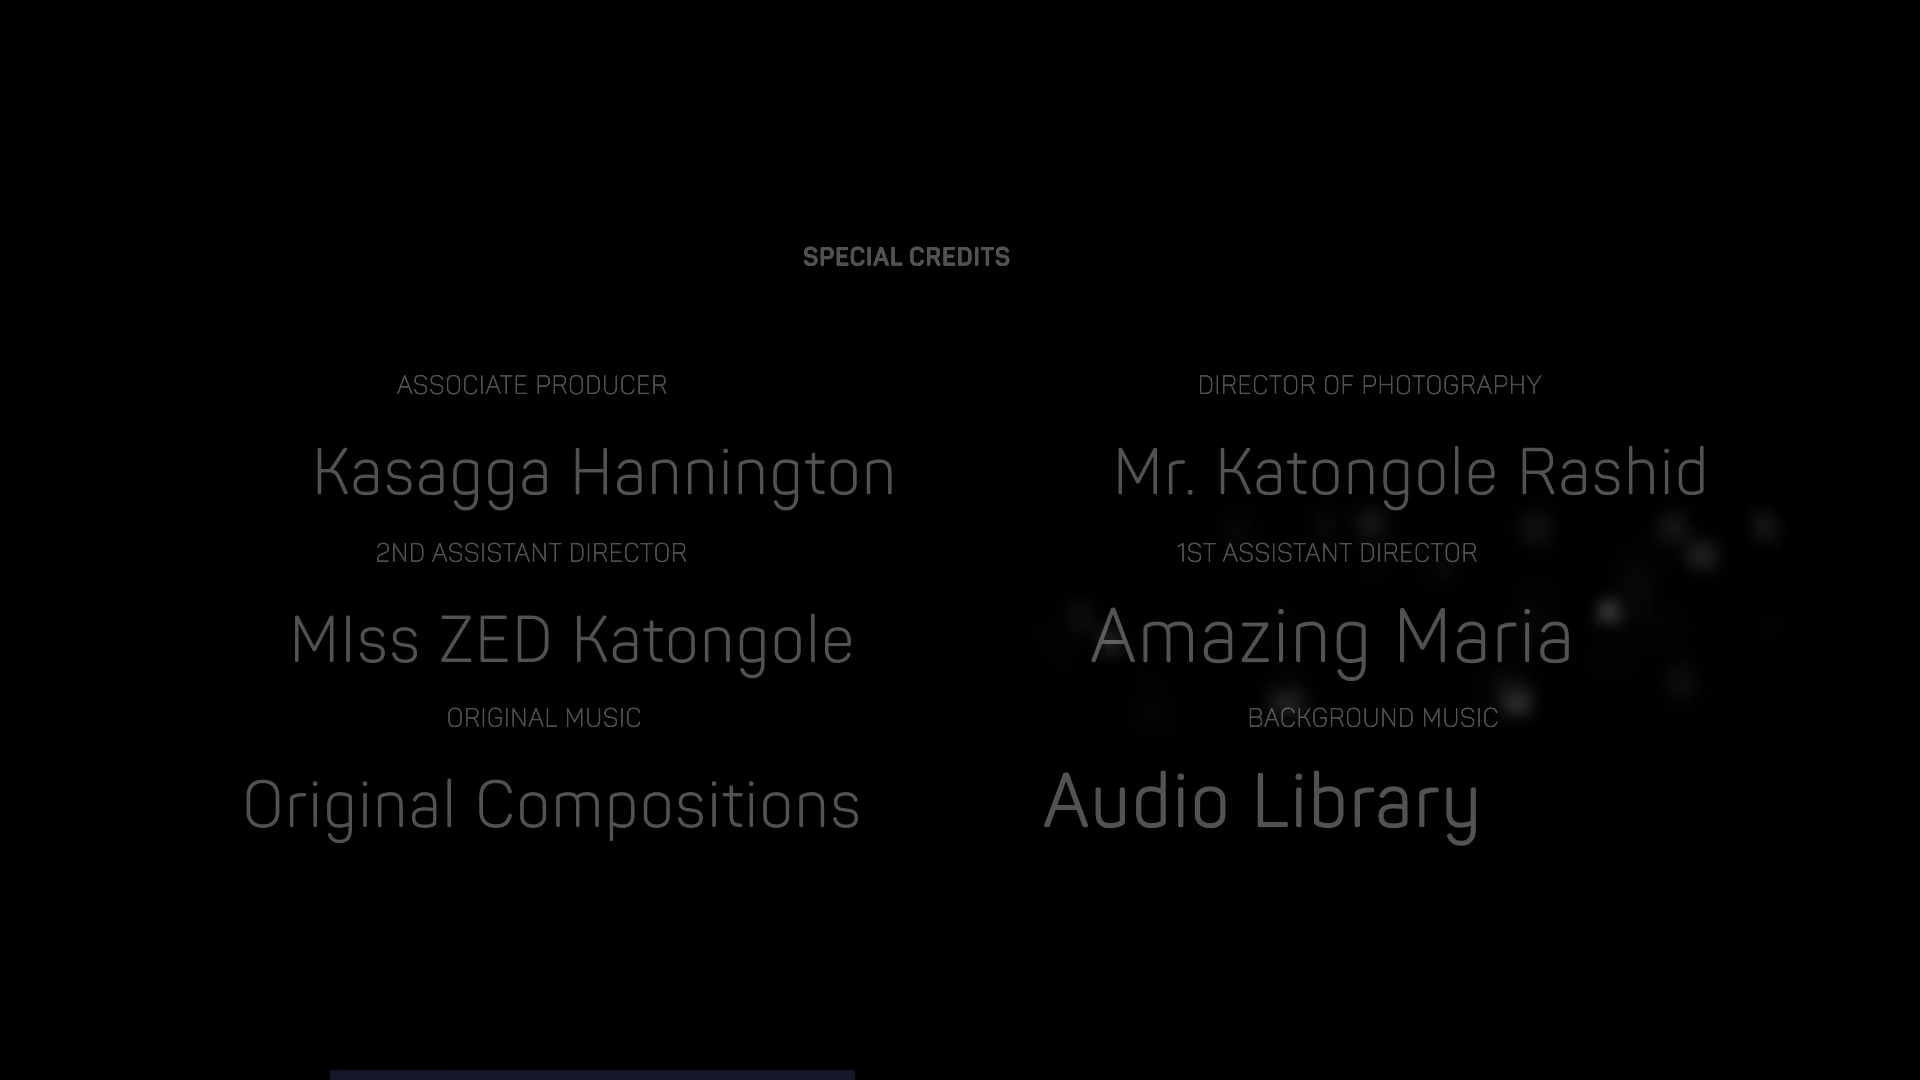 SPECIAL CREDITS
ASSOCIATE PRODUCER
Kasagga Hannington
2ND ASSISTANT DIRECTOR
MIss ZED Katongole
ORIGINAL MUSIC
Original Compositions
DIRECTOR OF PHOTOGRAPHY
Mr. Katongole Rashid
1ST ASSISTANT DIRECTOR
Amazing Maria
BACKGROUND MUSIC
Audio Library